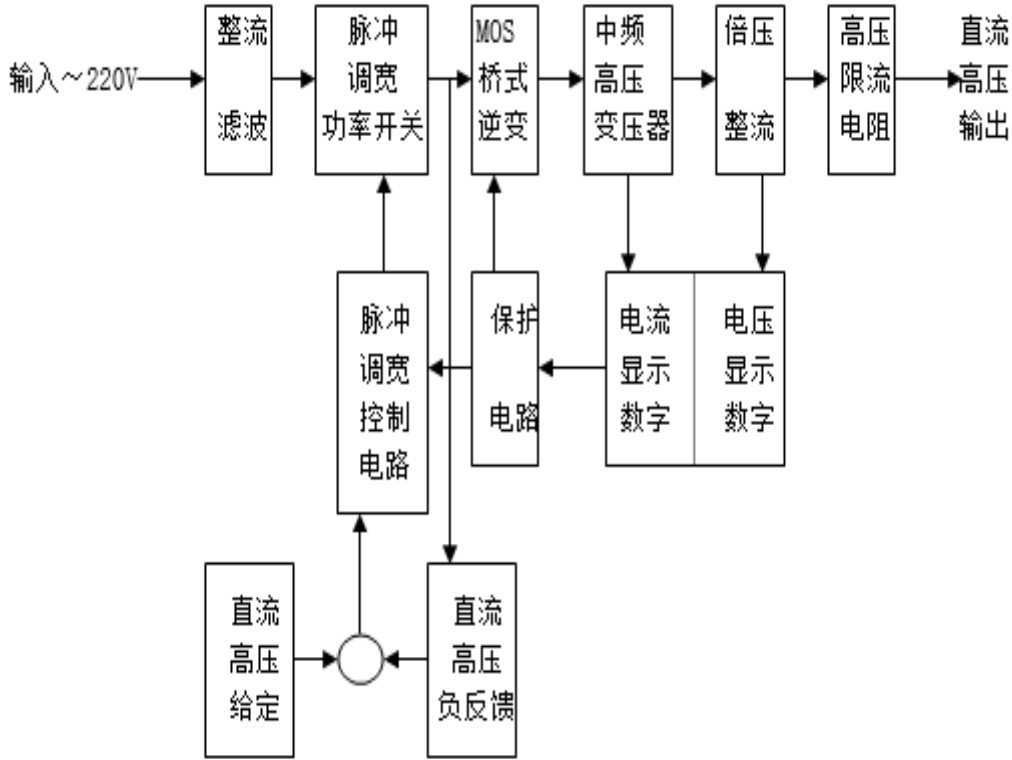 输入～220V
整流
滤波
脉冲
调宽
功率开关
MOS
桥式
逆变
中频
高压
变压器
倍压
整流
高压
限流
电阻
直流
高压
输出
脉冲
调宽
控制
电路
保护
电路
电流
显示
数字
电压
显示
数字
直流
高压
给定
直流
高压
负反馈